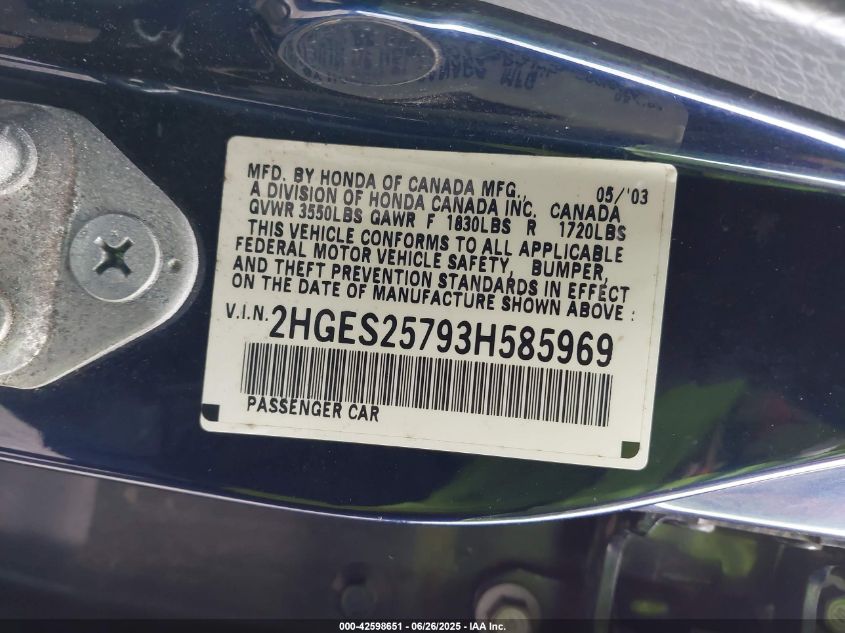 MFD. BY HONDA OF CANADA MFG, 05/'03
A DIVISION OF HONDA CANADA INC, CANADA
GVWR 3550LBS GAWR F 1830LBS R 1720LBS
THIS VEHICLE CONFORMS TO ALL APPLICABLE
FEDERAL MOTOR VEHICLE SAFETY, BUMPER,
AND THEFT PREVENTION STANDARDS IN EFFECT
ON THE DATE OF MANUFACTURE SHOWN ABOVE:
V.I.N. 2HGES25793H585969
PASSENGER CAR
000-42598651 / 06/26/2025 / IAA Inc.